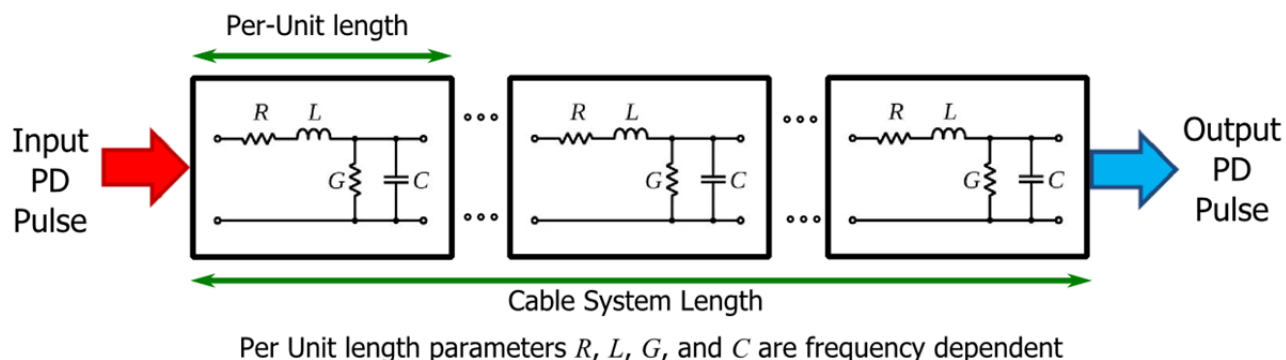 Per-Unit length
R L
G C
R L
G C
R L
G C
Input
PD
Pulse
Output
PD
Pulse
Cable System Length
Per Unit length parameters R, L, G, and C are frequency dependent